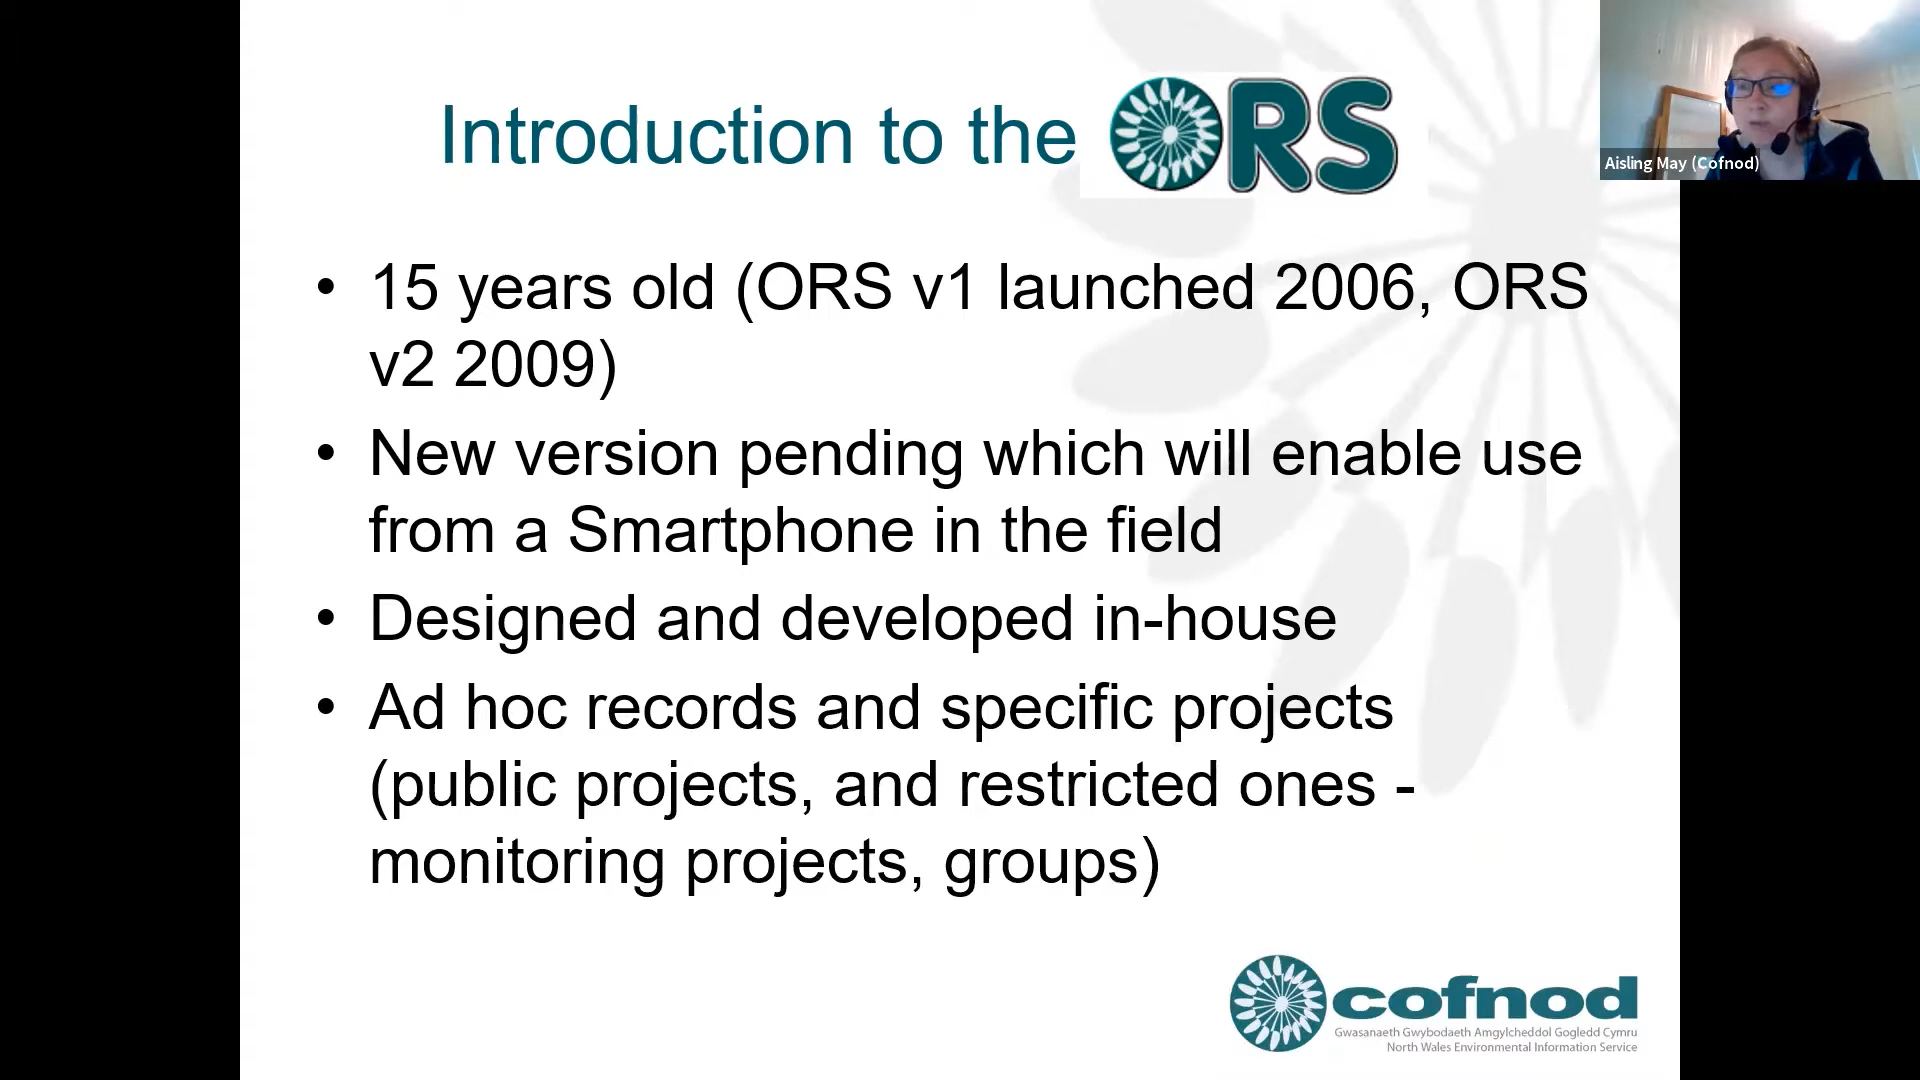 Introduction to the ORS
Aisling May (Cofnod)
• 15 years old (ORS v1 launched 2006, ORS
v2 2009)
• New version pending which will enable use
from a Smartphone in the field
• Designed and developed in-house
• Ad hoc records and specific projects
(public projects, and restricted ones -
monitoring projects, groups)
cofnod
Gwasanaeth Gwybodaeth Amgylcheddol Gogledd Cymru
North Wales Environmental Information Service